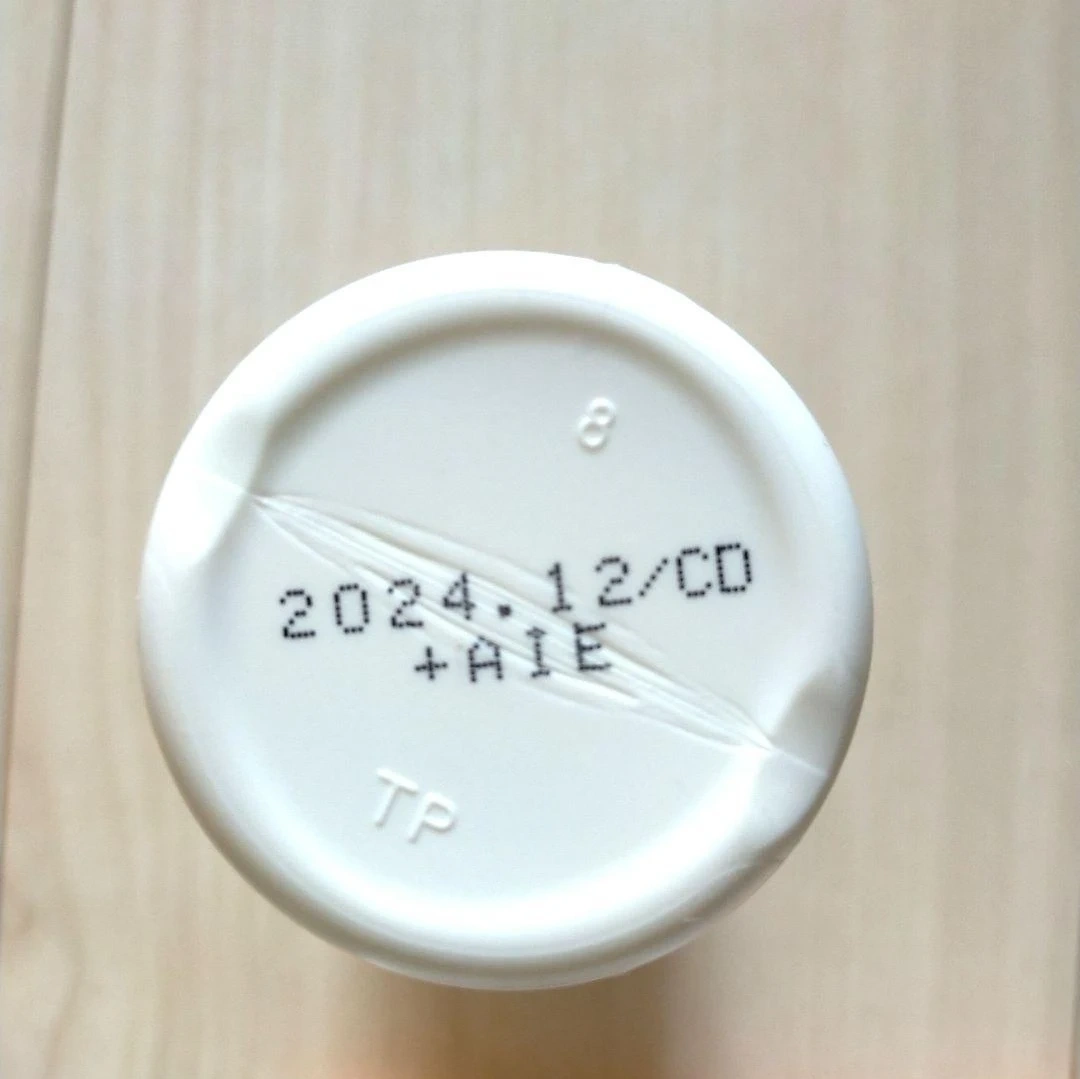 8
2024.12/CD
+AIE
TP